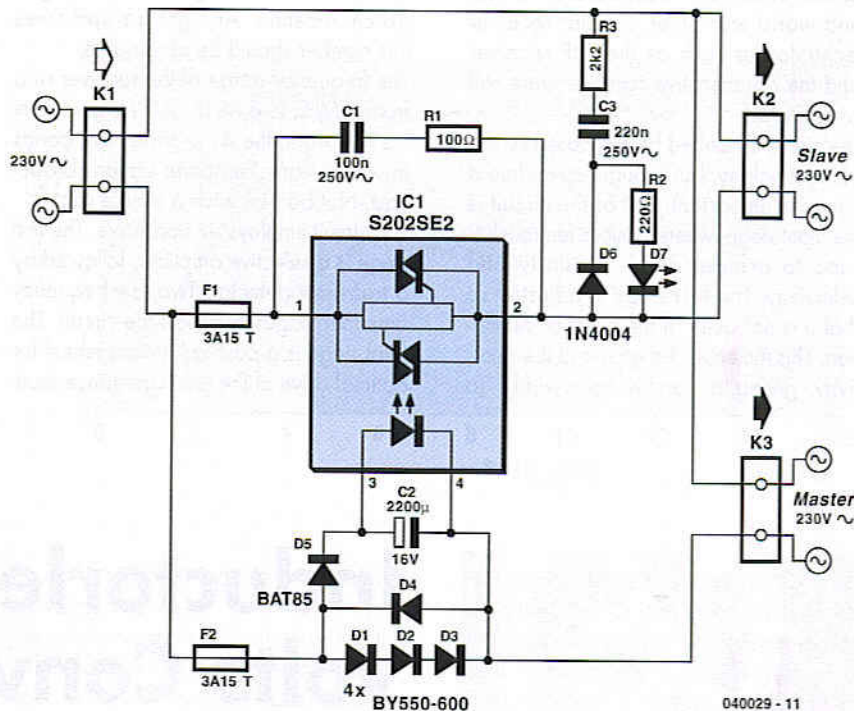 K1
230V ~
C1
100n
250V ~
R1
100Ω
R3
2k2
C3
220n
250V ~
R2
220Ω
D6
D7
1N4004
K2
Slave
230V ~
IC1
S202SE2
1
2
3
4
F1
3A15 T
C2
2200µ
16V
D5
BAT85
D4
D1
D2
D3
4x
BY550-600
F2
3A15 T
K3
Master
230V ~
040029 - 11